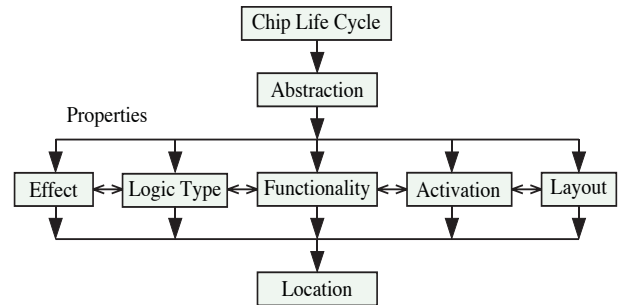 Chip Life Cycle
Abstraction
Properties
Effect
Logic Type
Functionality
Activation
Layout
Location